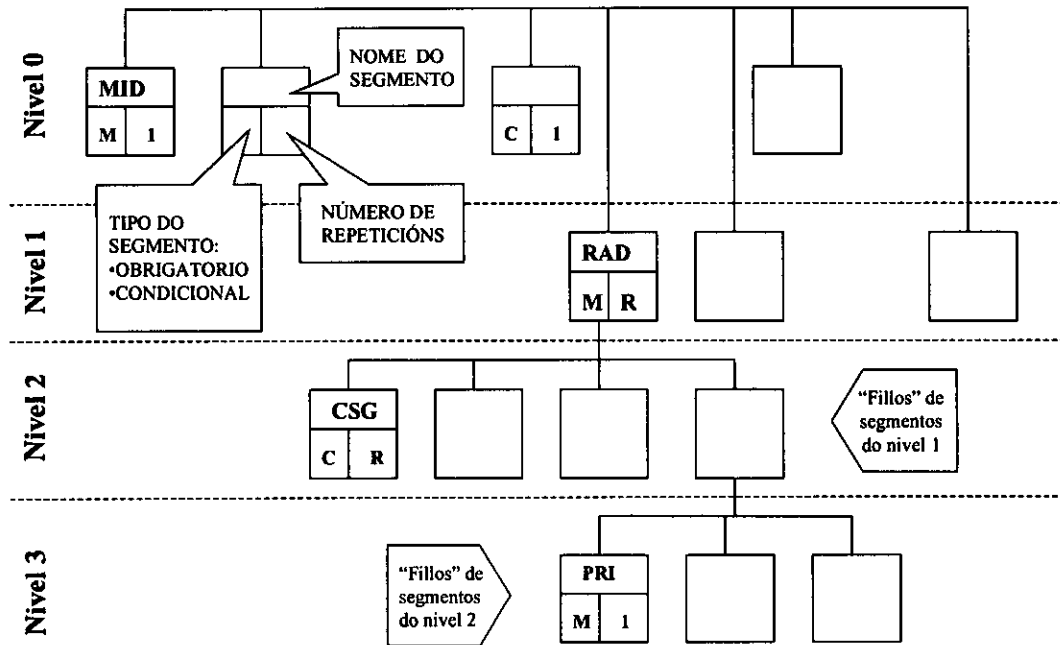 Nivel 0
MID
M 1
NOME DO
SEGMENTO
C 1
TIPO DO
SEGMENTO:
•OBRIGATORIO
•CONDICIONAL
NÚMERO DE
REPETICIÓNS
Nivel 1
RAD
M R
Nivel 2
CSG
C R
“Fillos” de
segmentos
do nivel 1
Nivel 3
“Fillos” de
segmentos
do nivel 2
PRI
M 1